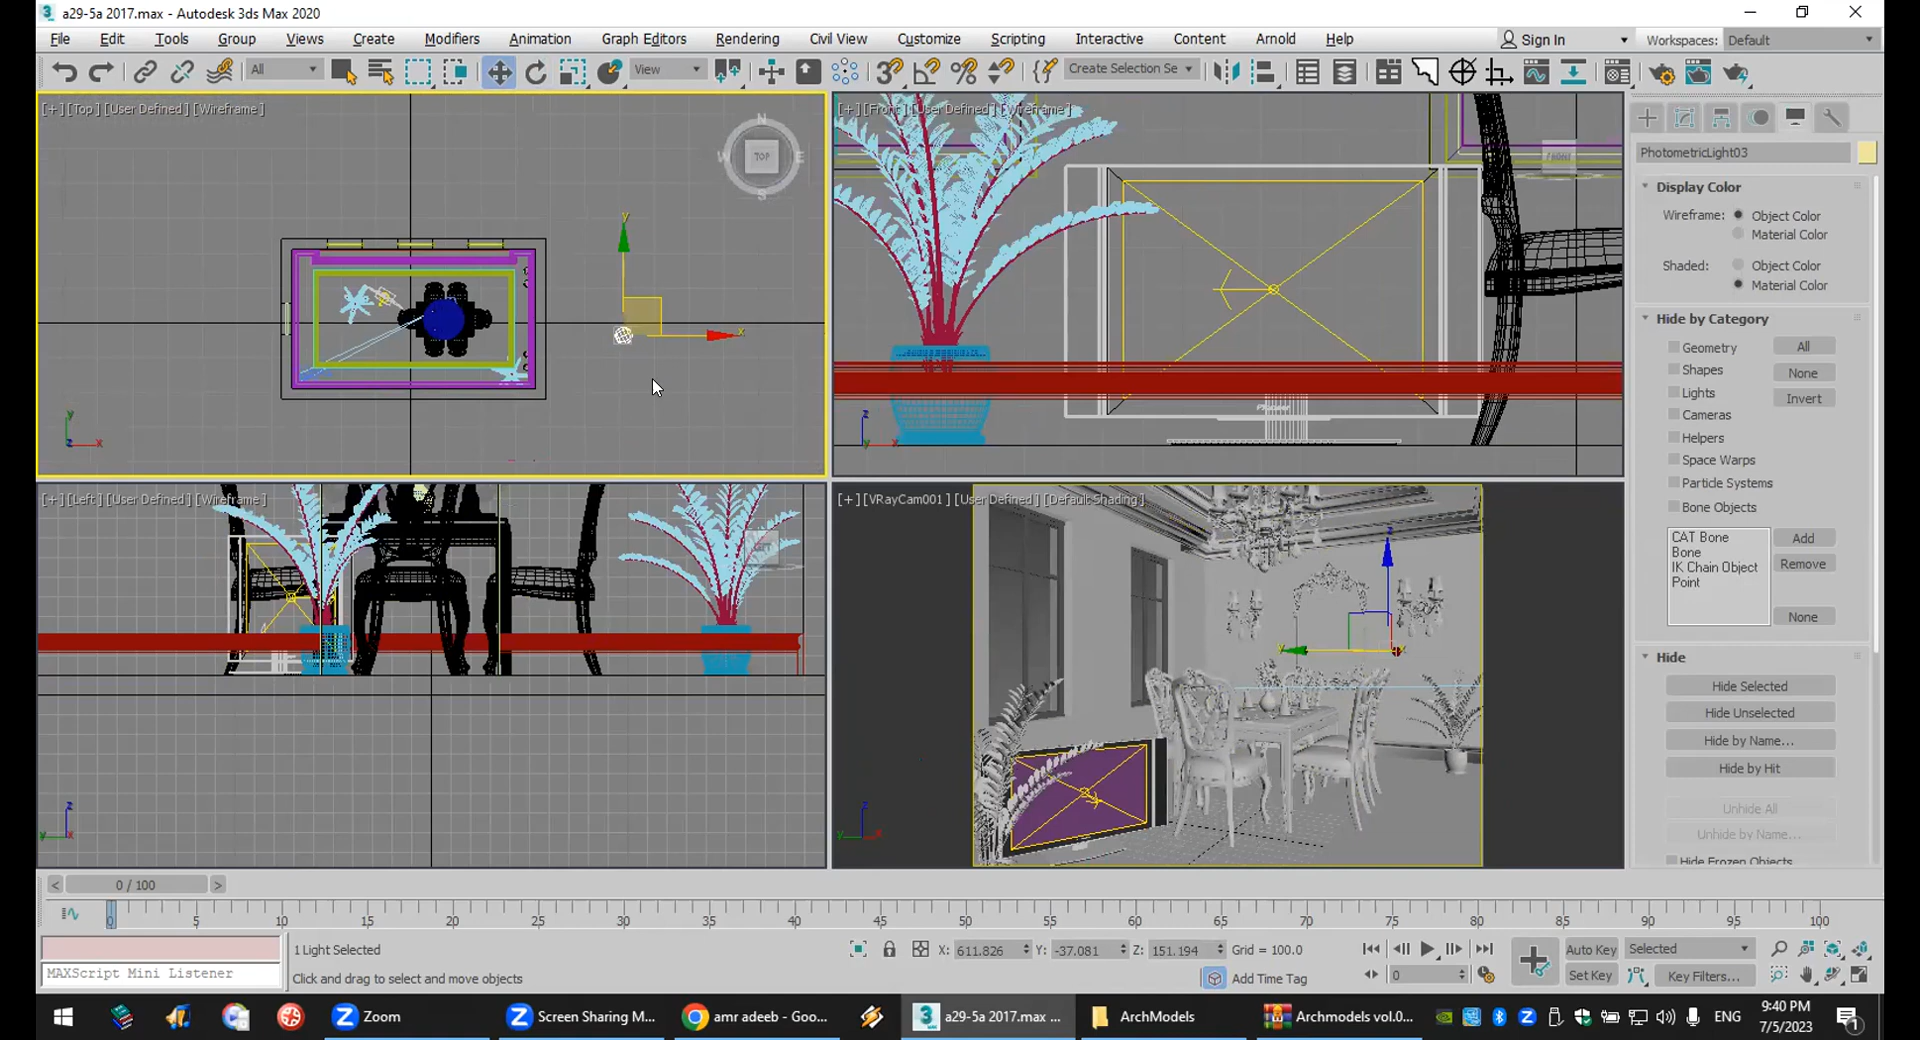 a29-5a 2017.max - Autodesk 3ds Max 2020
File Edit Tools Group Views Create Modifiers Animation Graph Editors Rendering Civil View Customize Scripting Interactive Content Arnold Help Sign In Workspaces: Default
All View Create Selection Se
[+] [Top] [User Defined] [Wireframe]
N
W TOP E
S
y
x
y
z x
[+] [Front] [User Defined] [Wireframe]
FRONT
z
y x
[+] [Left] [User Defined] [Wireframe]
z
y x
[+] [VRayCam001] [User Defined] [Default Shading]
z
y
PhotometricLight03
Display Color
Wireframe: Object Color
Material Color
Shaded: Object Color
Material Color
Hide by Category
Geometry All
Shapes None
Lights Invert
Cameras
Helpers
Space Warps
Particle Systems
Bone Objects
CAT Bone Add
Bone
IK Chain Object Remove
Point
None
Hide
Hide Selected
Hide Unselected
Hide by Name...
Hide by Hit
Unhide All
Unhide by Name...
Hide Frozen Objects
< 0 / 100 >
0 5 10 15 20 25 30 35 40 45 50 55 60 65 70 75 80 85 90 95 100
1 Light Selected X: 611.826 Y: -37.081 Z: 151.194 Grid = 100.0 Auto Key Selected
MAXScript Mini Listener Click and drag to select and move objects Add Time Tag 0 Set Key Key Filters...
Zoom Screen Sharing M... amr adeeb - Goo... a29-5a 2017.max ... ArchModels Archmodels vol.0... ENG 9:40 PM
7/5/2023
1